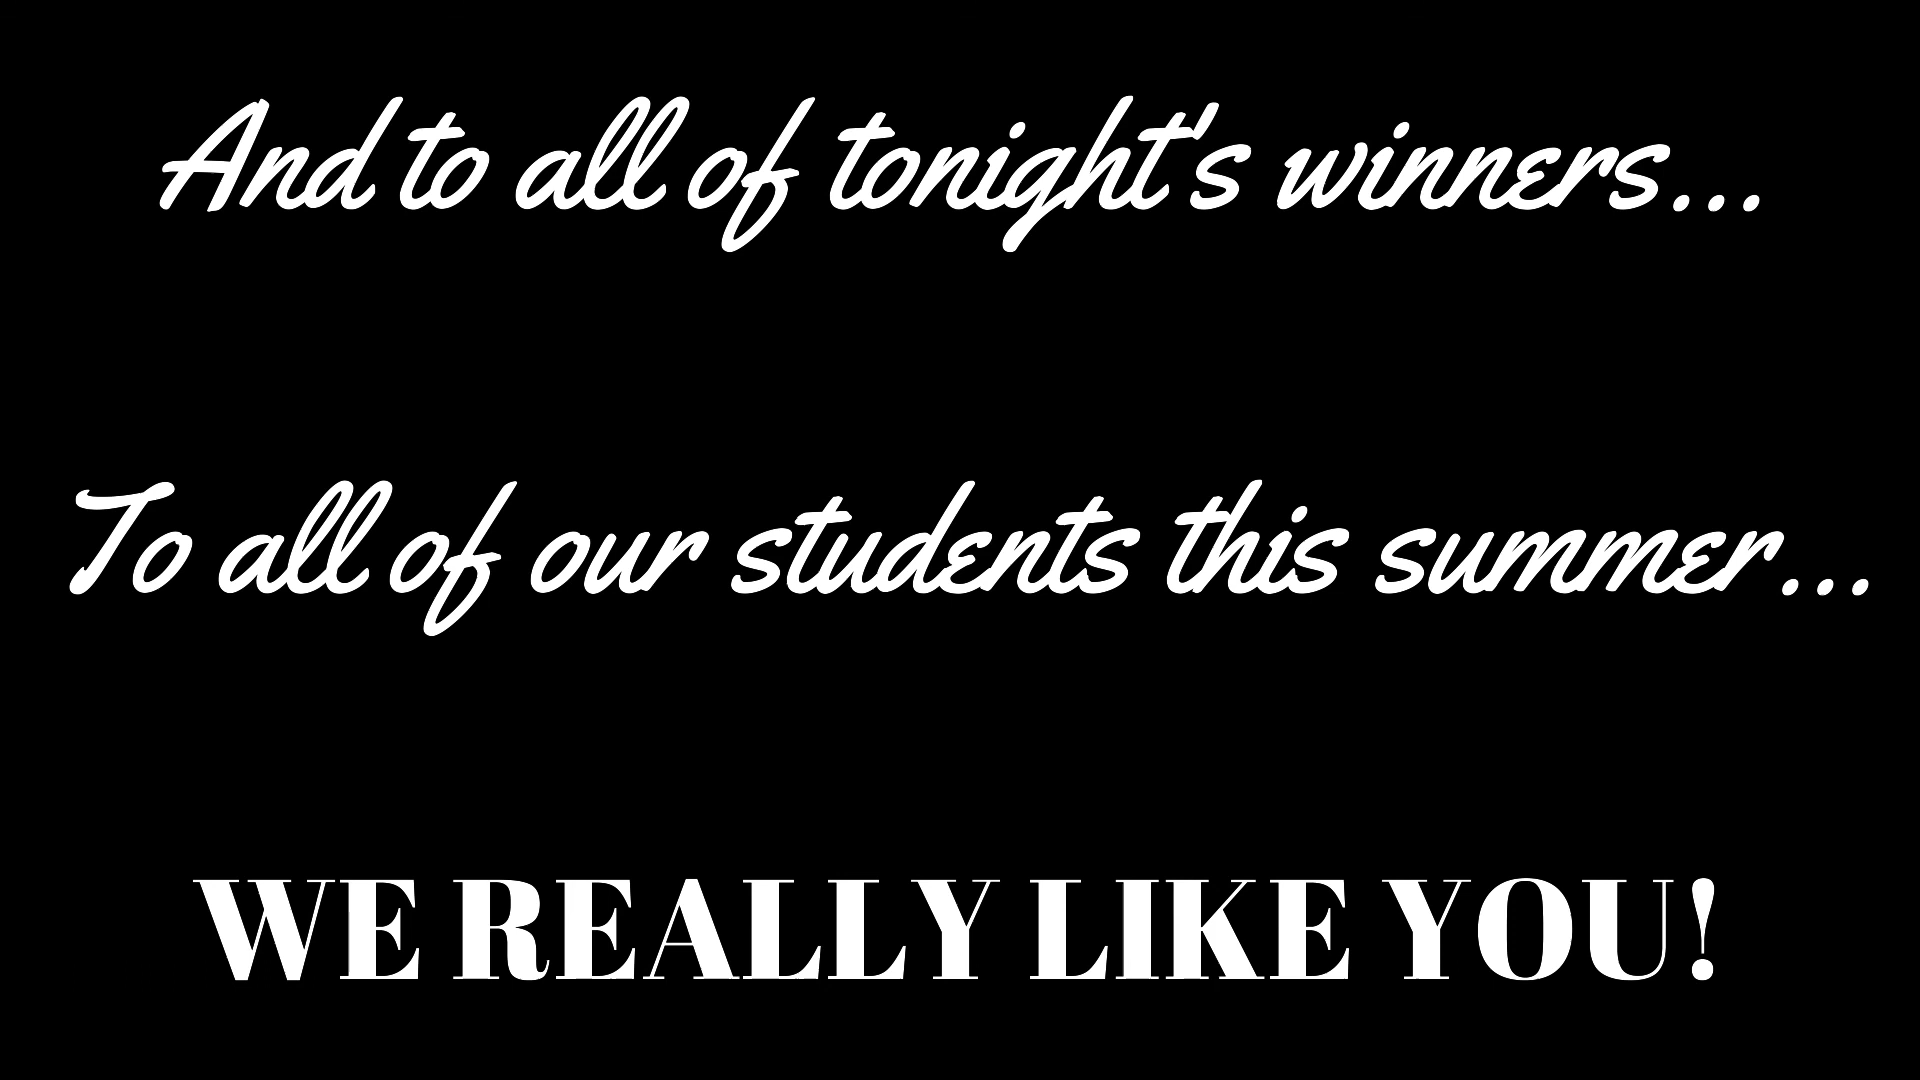 And to all of tonight's winners...
To all of our students this summer...
WE REALLY LIKE YOU!